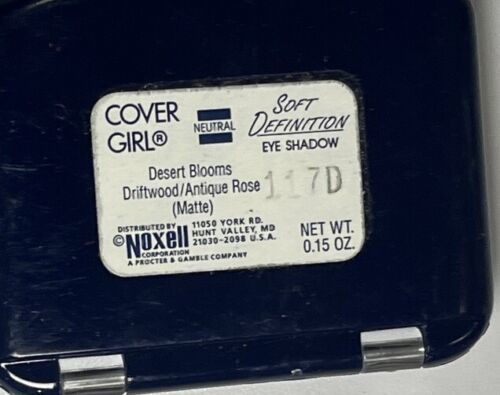 COVER GIRL®
NEUTRAL
SOFT DEFINITION
EYE SHADOW
Desert Blooms
Driftwood/Antique Rose
(Matte)
117D
DISTRIBUTED BY
©Noxell
CORPORATION
A PROCTER & GAMBLE COMPANY
11050 YORK RD.
HUNT VALLEY, MD
21030-2098 U.S.A.
NET WT.
0.15 OZ.